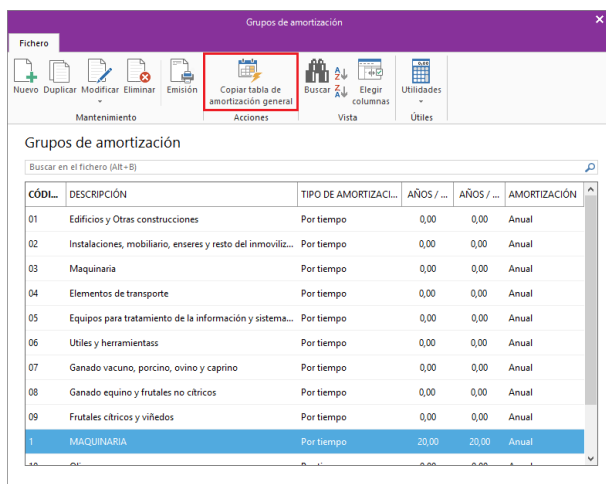 Grupos de amortización
Fichero
Nuevo Duplicar Modificar Eliminar Emisión Copiar tabla de amortización general Buscar Elegir columnas Utilidades
Mantenimiento Acciones Vista Útiles
Grupos de amortización
Buscar en el fichero (Alt+B)
CÓDI... DESCRIPCIÓN TIPO DE AMORTIZACI... AÑOS / ... AÑOS / ... AMORTIZACIÓN
01 Edificios y Otras construcciones Por tiempo 0,00 0,00 Anual
02 Instalaciones, mobiliario, enseres y resto del inmoviliz... Por tiempo 0,00 0,00 Anual
03 Maquinaria Por tiempo 0,00 0,00 Anual
04 Elementos de transporte Por tiempo 0,00 0,00 Anual
05 Equipos para tratamiento de la información y sistema... Por tiempo 0,00 0,00 Anual
06 Utiles y herramientass Por tiempo 0,00 0,00 Anual
07 Ganado vacuno, porcino, ovino y caprino Por tiempo 0,00 0,00 Anual
08 Ganado equino y frutales no cítricos Por tiempo 0,00 0,00 Anual
09 Frutales cítricos y viñedos Por tiempo 0,00 0,00 Anual
1 MAQUINARIA Por tiempo 20,00 20,00 Anual